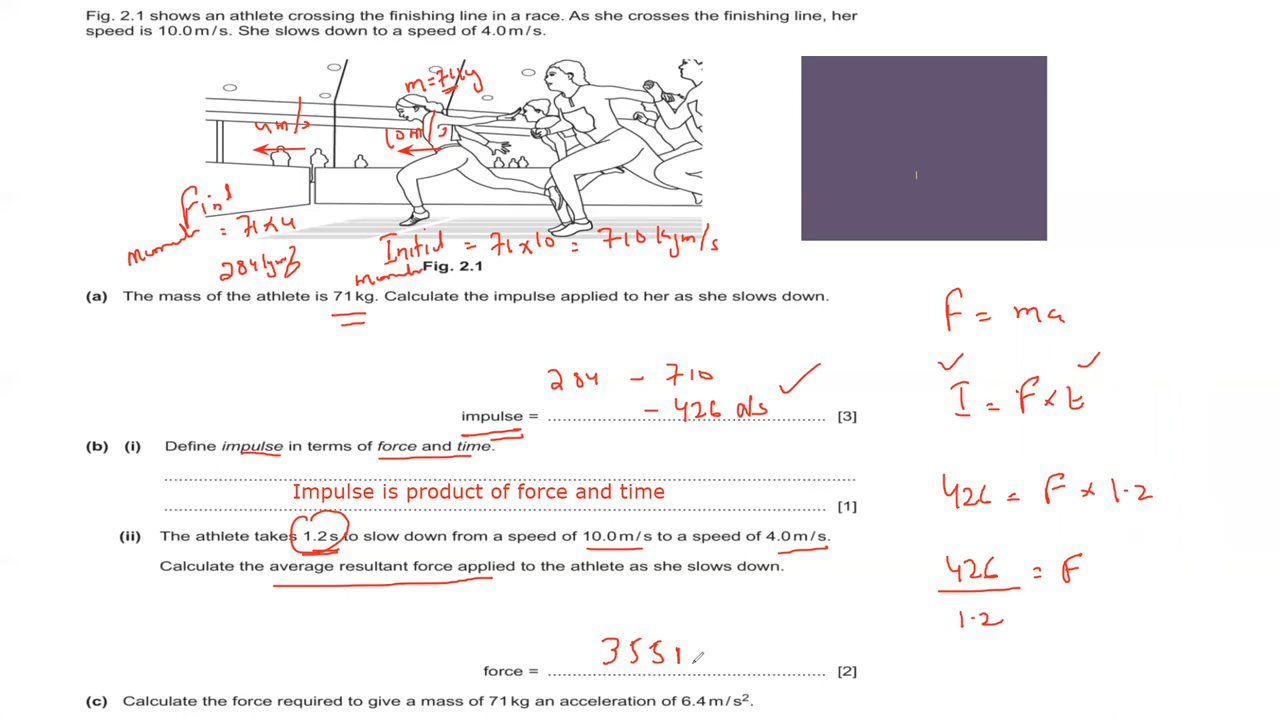 Fig. 2.1 shows an athlete crossing the finishing line in a race. As she crosses the finishing line, her
speed is 10.0 m/s. She slows down to a speed of 4.0 m/s.
m = 71 kg
4 m/s
10 m/s
Final = 71 × 4
284 kgm/s
Initial = 71 × 10 = 710 kgm/s
Fig. 2.1
(a) The mass of the athlete is 71 kg. Calculate the impulse applied to her as she slows down.
F = ma
284 - 710
I = F × t
impulse = - 426 [3]
(b) (i) Define impulse in terms of force and time.
Impulse is product of force and time
[1]
426 = F × 1.2
(ii) The athlete takes 1.2 s to slow down from a speed of 10.0 m/s to a speed of 4.0 m/s.
Calculate the average resultant force applied to the athlete as she slows down.
426 = F
1.2
force = 355 [2]
(c) Calculate the force required to give a mass of 71 kg an acceleration of 6.4 m/s².